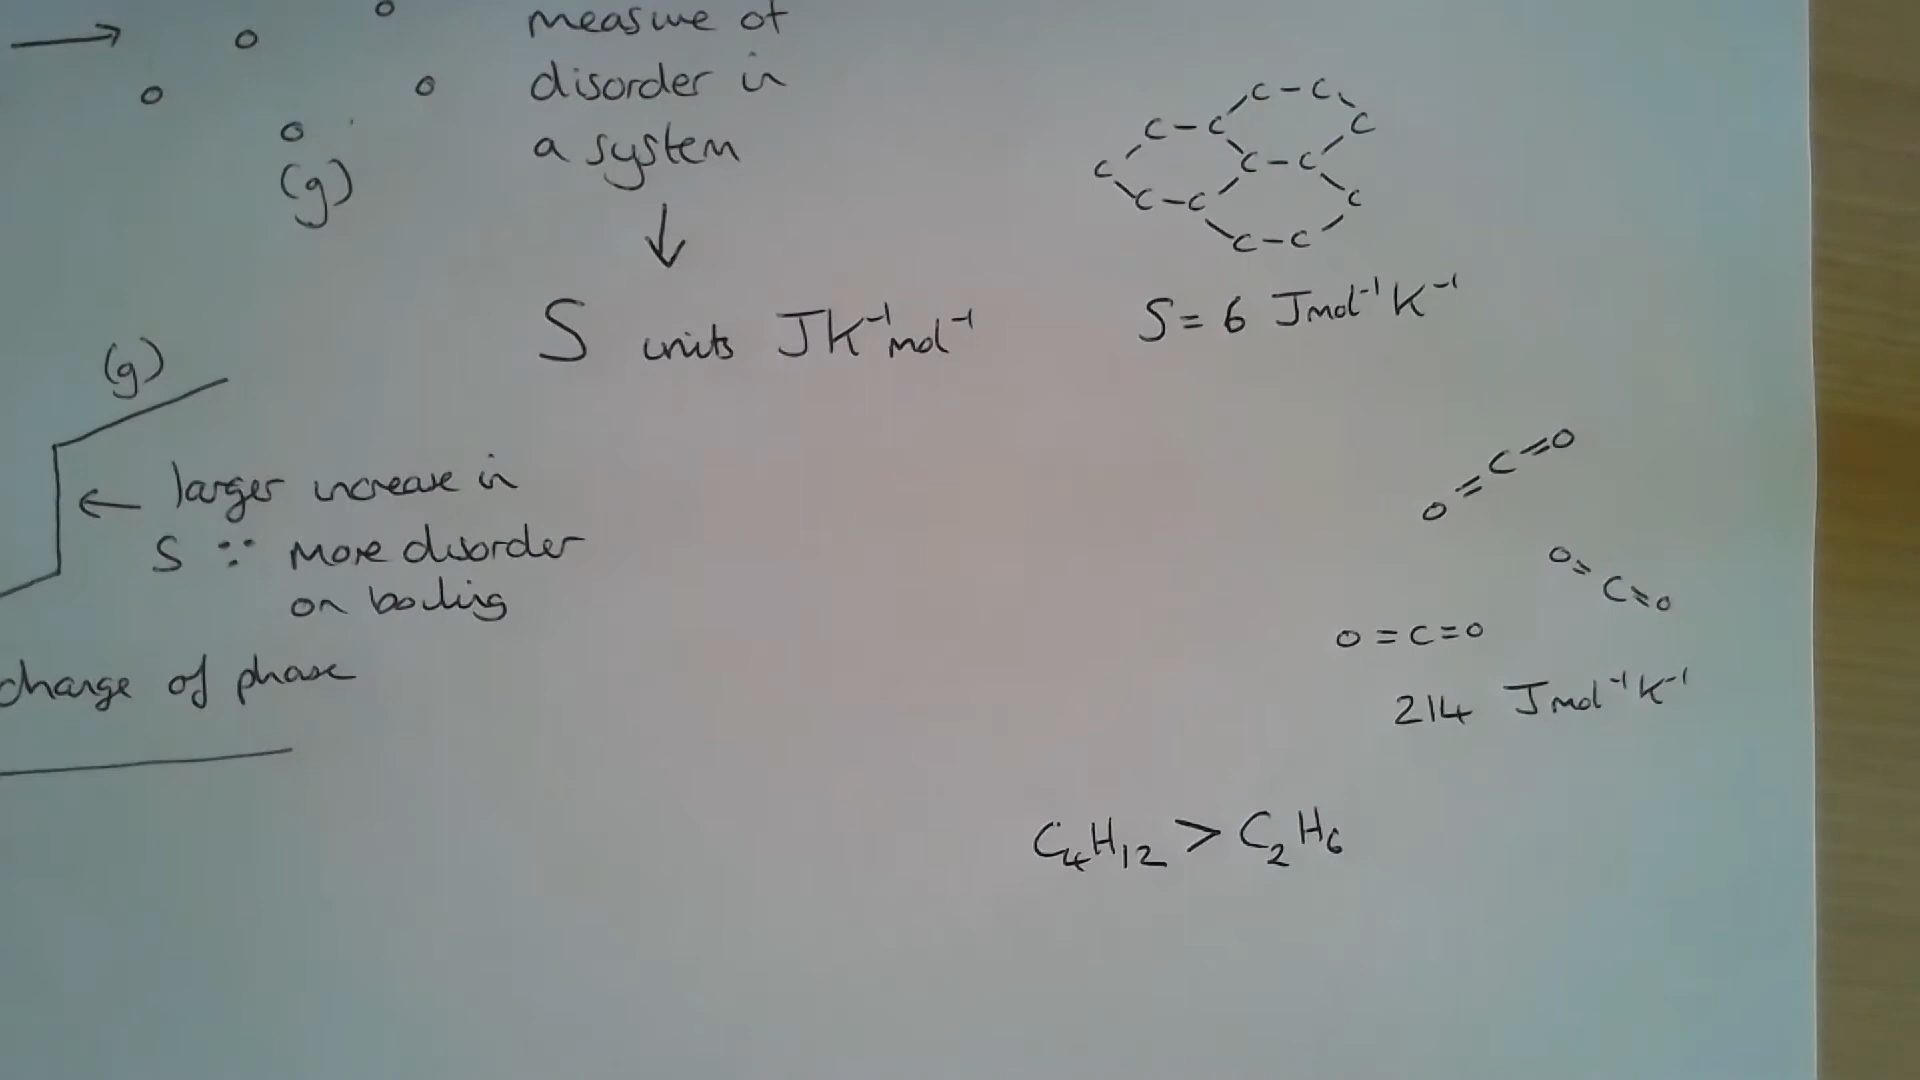 measure of
disorder in
a system
(g)
S units JK⁻¹mol⁻¹
C-C
C-C C
C C-C
C-C C
C-C
S = 6 Jmol⁻¹K⁻¹
(g)
larger increase in
S ∵ more disorder
on boiling
change of phase
O=C=O
O=C=O
O=C=O
214 Jmol⁻¹K⁻¹
C₄H₁₂ > C₂H₆